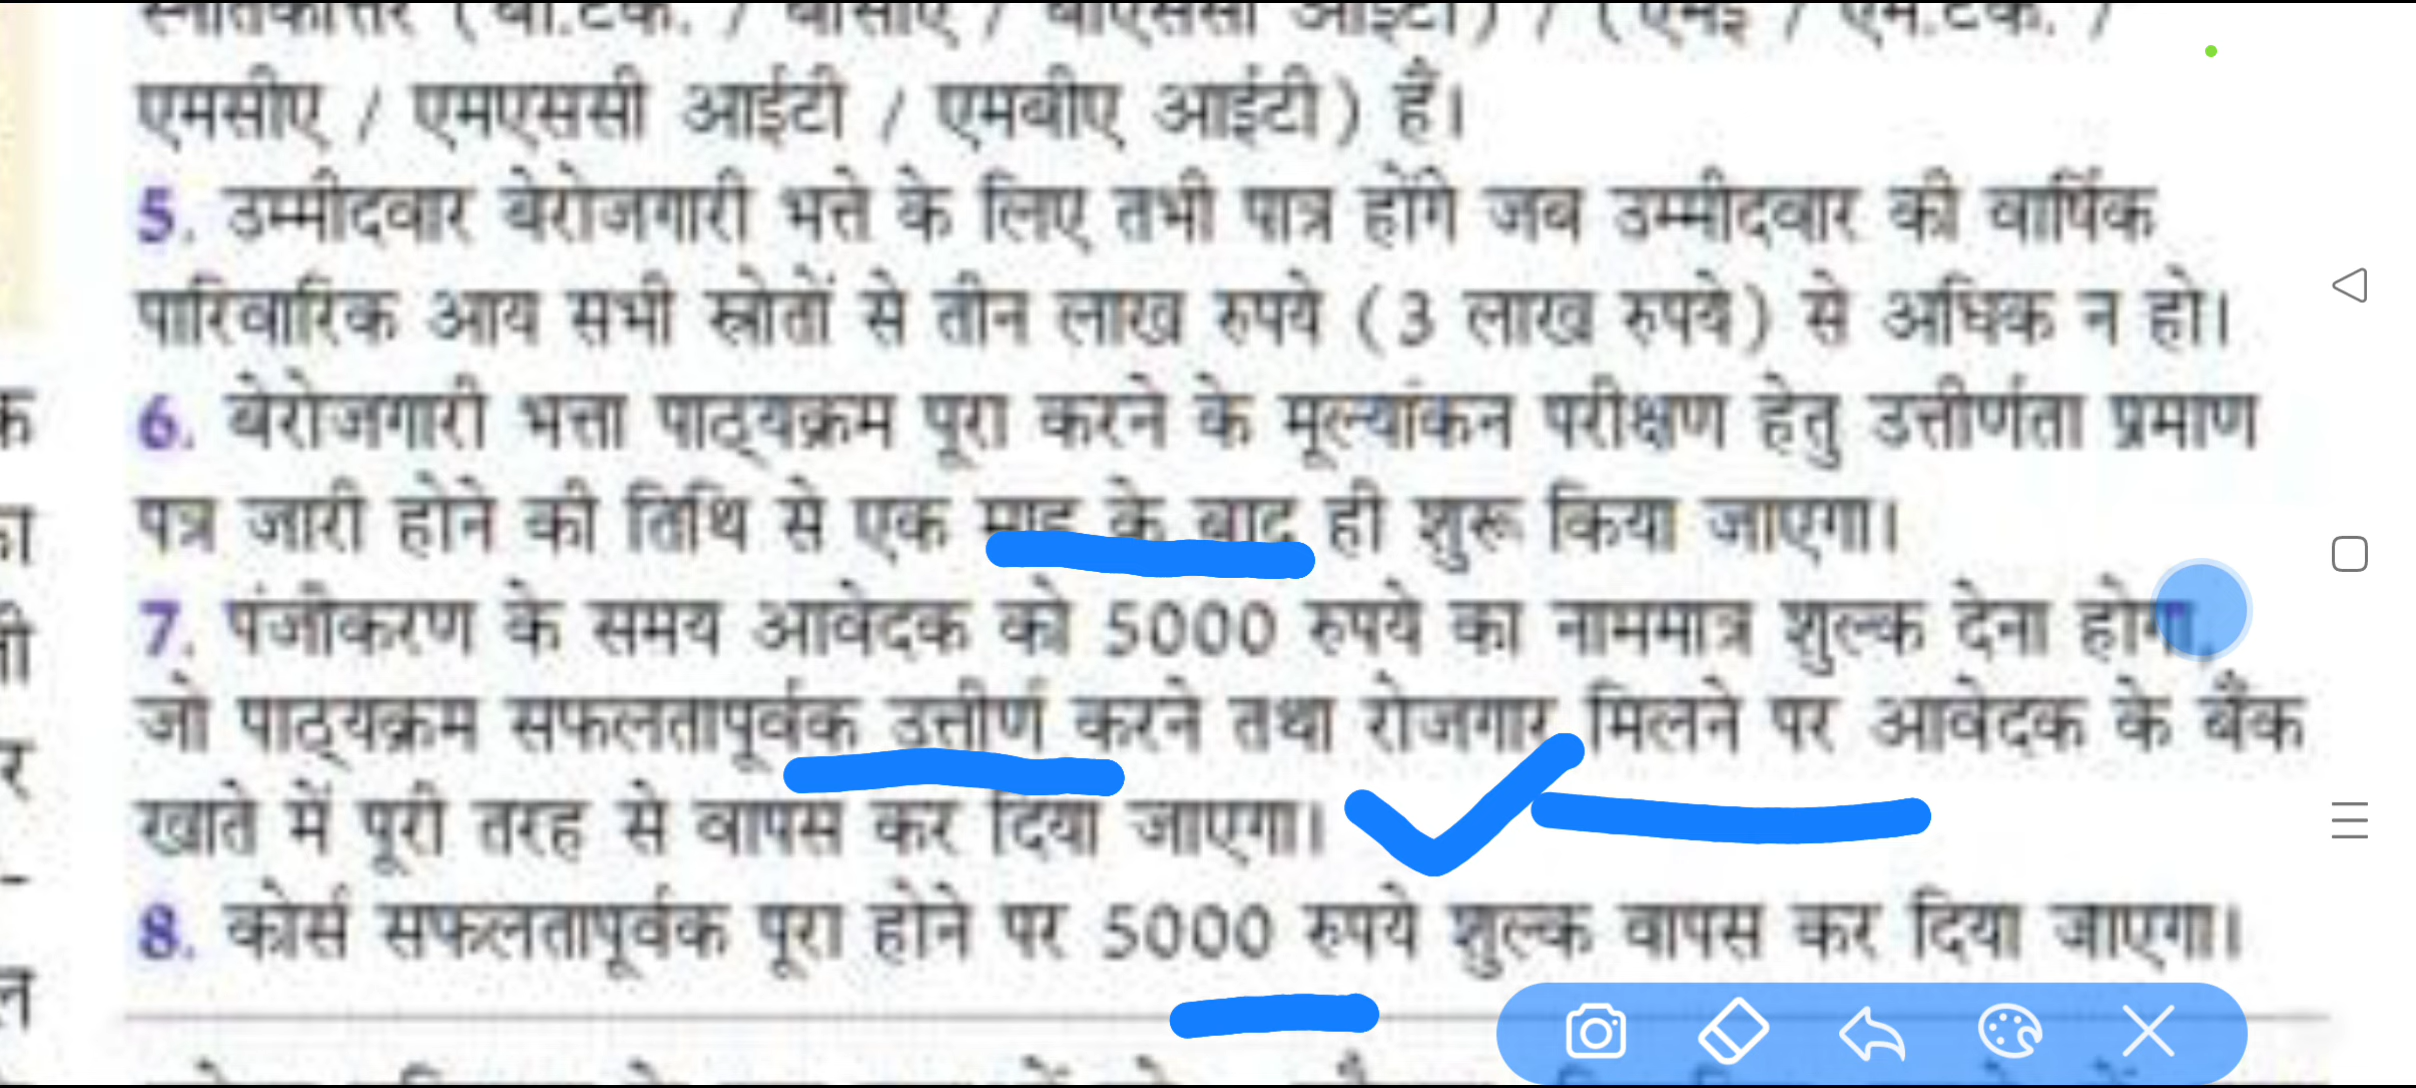 एमसीए / एमएससी आईटी / एमबीए आईटी) हैं।
5. उम्मीदवार बेरोजगारी भत्ते के लिए तभी पात्र होंगे जब उम्मीदवार की वार्षिक
पारिवारिक आय सभी स्त्रोतों से तीन लाख रुपये (3 लाख रुपये) से अधिक न हो।
6. बेरोजगारी भत्ता पाठ्यक्रम पूरा करने के मूल्यांकन परीक्षण हेतु उत्तीर्णता प्रमाण
पत्र जारी होने की तिथि से एक माह के बाद ही शुरू किया जाएगा।
7. पंजीकरण के समय आवेदक को 5000 रुपये का नाममात्र शुल्क देना होगा,
जो पाठ्यक्रम सफलतापूर्वक उत्तीर्ण करने तथा रोजगार मिलने पर आवेदक के बैंक
खाते में पूरी तरह से वापस कर दिया जाएगा।
8. कोर्स सफलतापूर्वक पूरा होने पर 5000 रुपये शुल्क वापस कर दिया जाएगा।